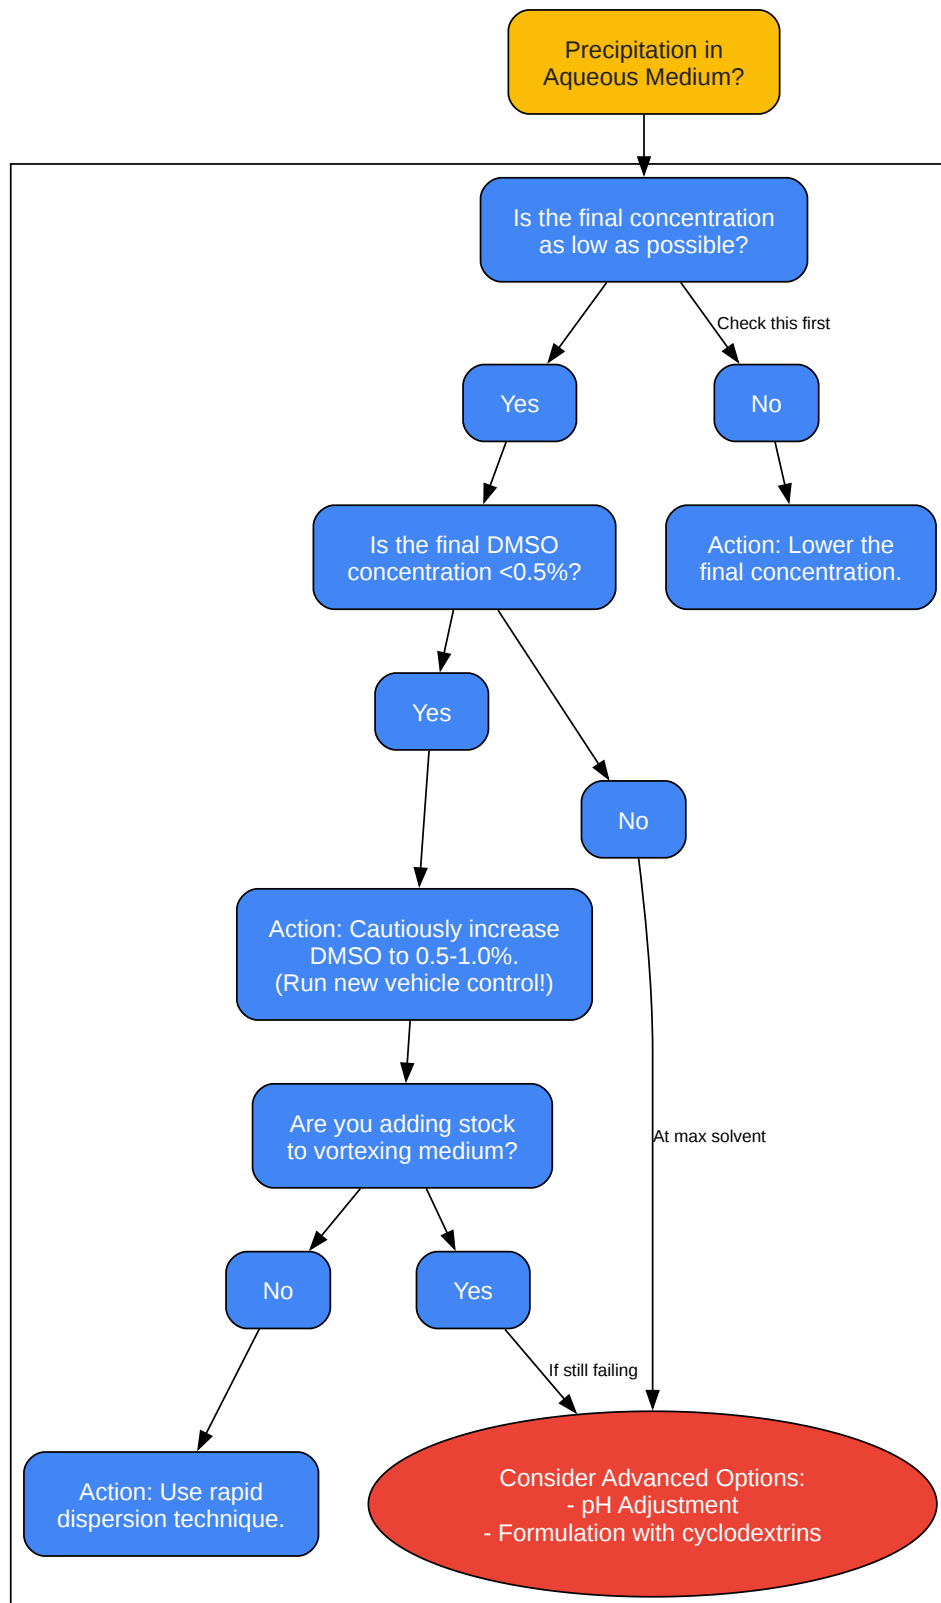 Precipitation in
Aqueous Medium?
Is the final concentration
as low as possible?
Check this first
Yes
No
Is the final DMSO
concentration <0.5%?
Action: Lower the
final concentration.
Yes
No
Action: Cautiously increase
DMSO to 0.5-1.0%.
(Run new vehicle control!)
Are you adding stock
to vortexing medium?
At max solvent
No
Yes
If still failing
Action: Use rapid
dispersion technique.
Consider Advanced Options:
- pH Adjustment
- Formulation with cyclodextrins